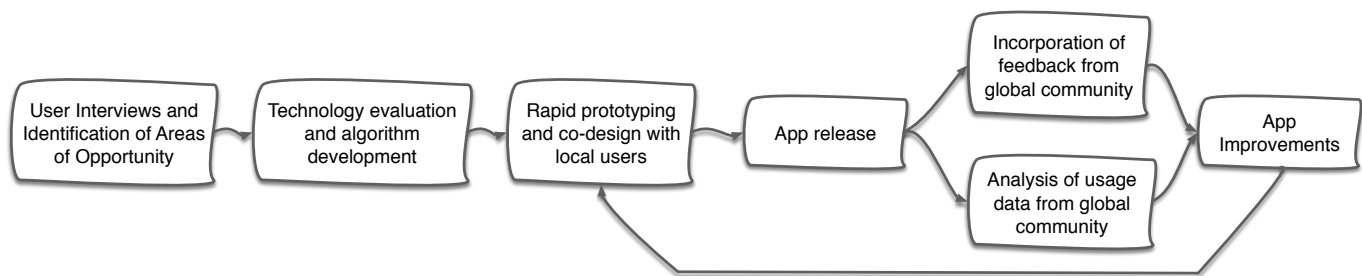 User Interviews and
Identification of Areas
of Opportunity
Technology evaluation
and algorithm
development
Rapid prototyping
and co-design with
local users
App release
Incorporation of
feedback from
global community
Analysis of usage
data from global
community
App
Improvements